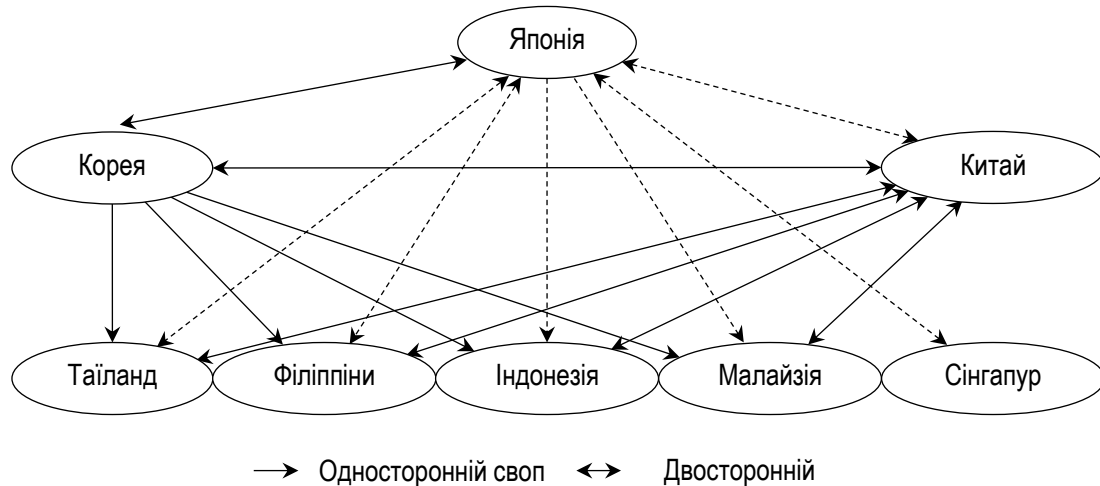 Японія
Корея
Китай
Таїланд
Філіппіни
Індонезія
Малайзія
Сінгапур
Односторонній своп
Двосторонній